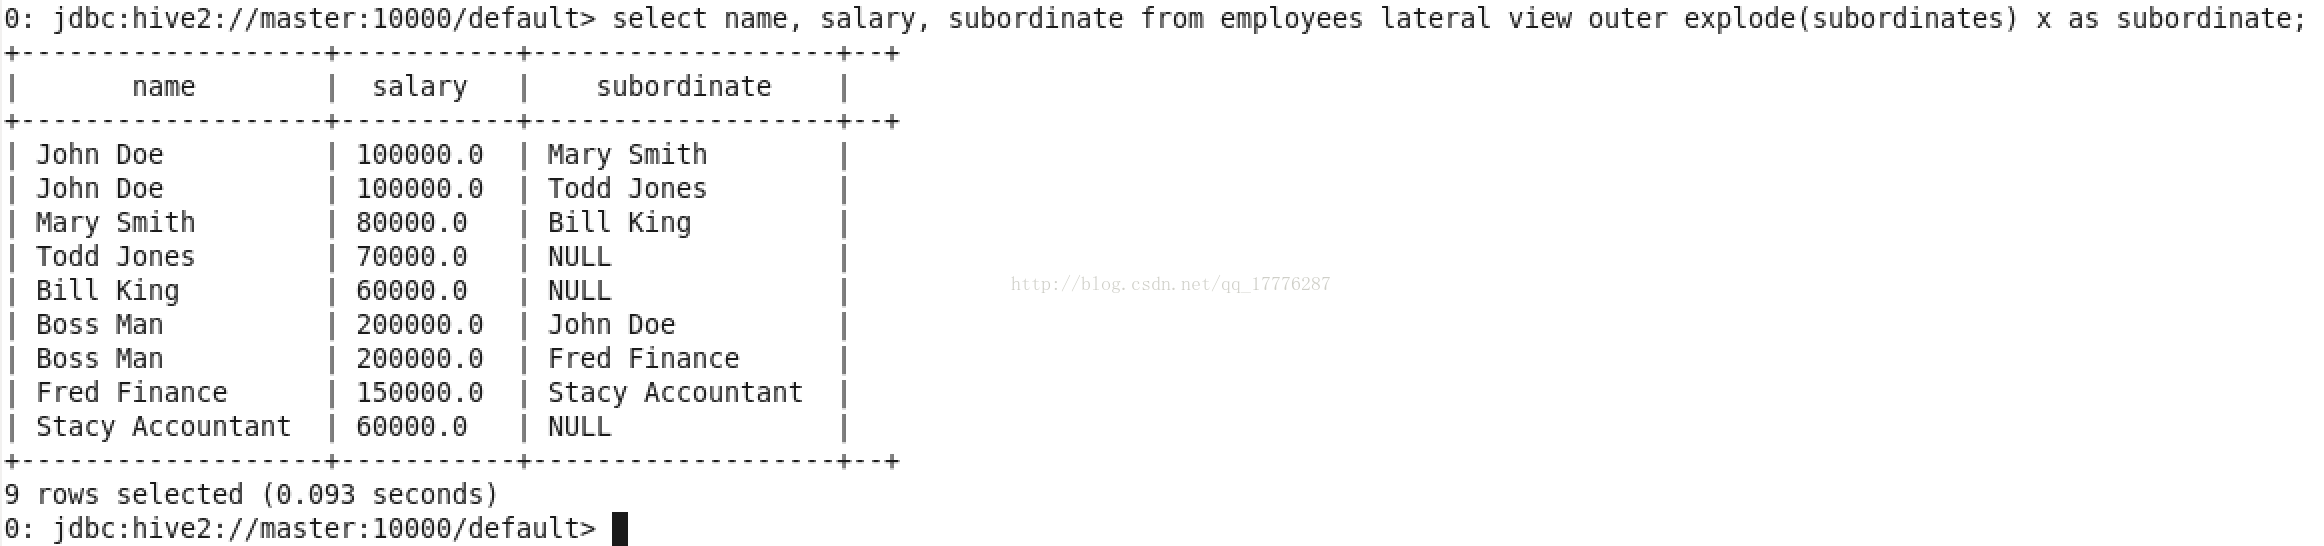 0: jdbc:hive2://master:10000/default> select name, salary, subordinate from employees lateral view outer explode(subordinates) x as subordinate;
+--------------------+------------+--------------------+--+
|        name        |   salary   |    subordinate     |
+--------------------+------------+--------------------+--+
| John Doe           | 100000.0   | Mary Smith         |
| John Doe           | 100000.0   | Todd Jones         |
| Mary Smith         | 80000.0    | Bill King          |
| Todd Jones         | 70000.0    | NULL               |
| Bill King          | 60000.0    | NULL               |
http://blog.csdn.net/qq_17776287
| Boss Man           | 200000.0   | John Doe           |
| Boss Man           | 200000.0   | Fred Finance       |
| Fred Finance       | 150000.0   | Stacy Accountant   |
| Stacy Accountant   | 60000.0    | NULL               |
+--------------------+------------+--------------------+--+
9 rows selected (0.093 seconds)
0: jdbc:hive2://master:10000/default>